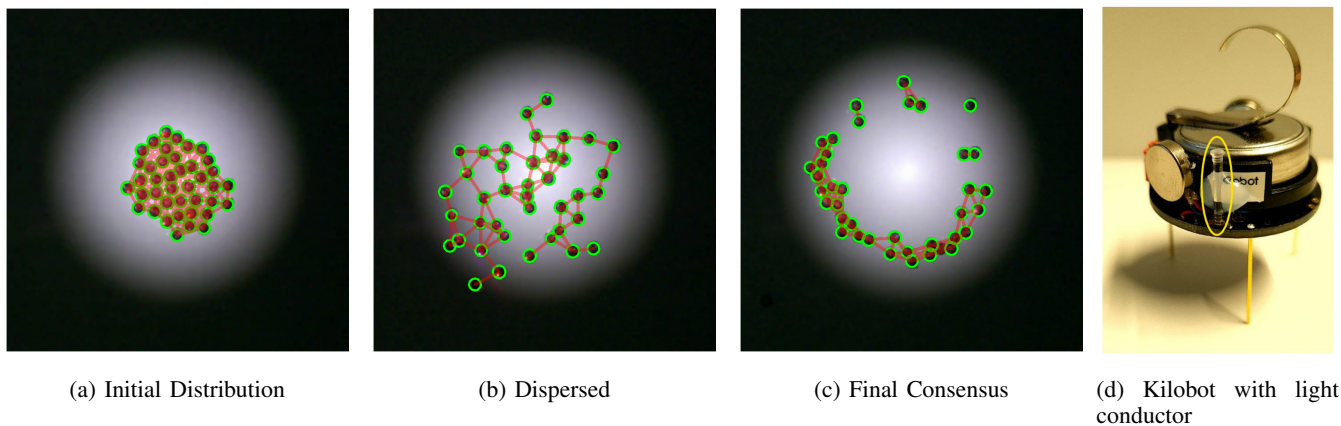 (a) Initial Distribution
(b) Dispersed
(c) Final Consensus
(d) Kilobot with light
conductor